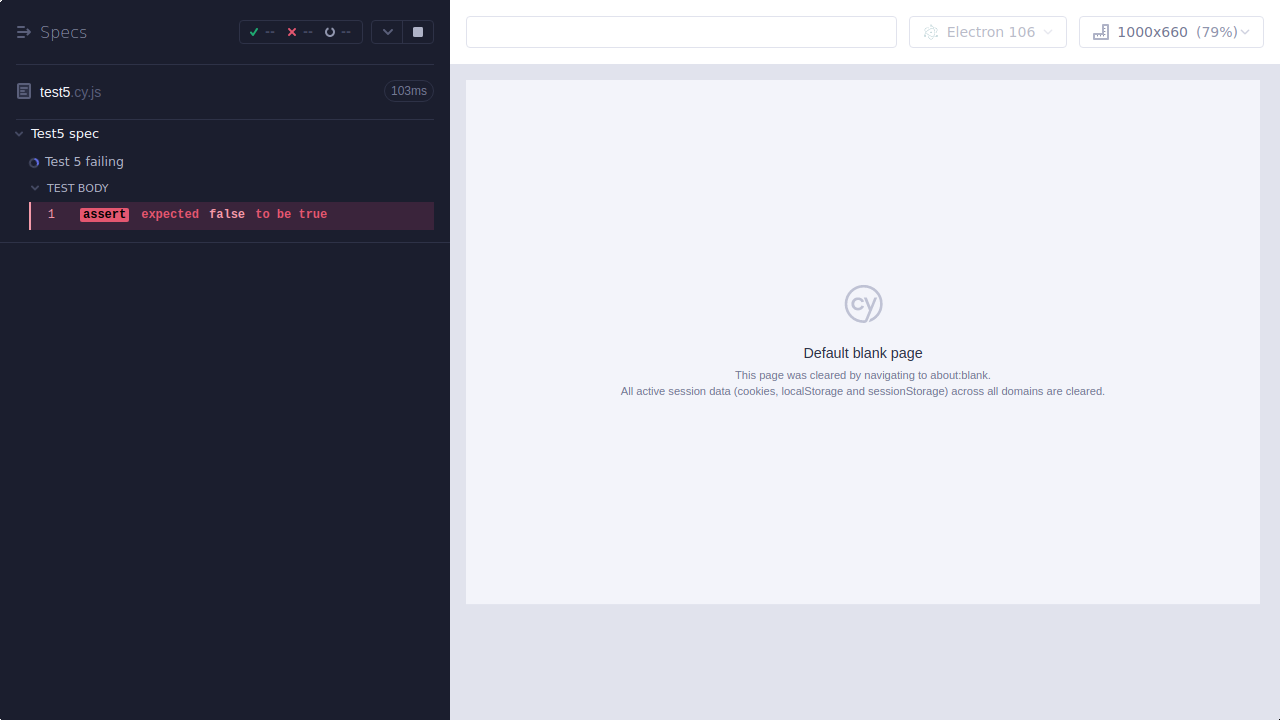 Specs
-- -- --
Electron 106
1000x660 (79%)
test5.cy.js
103ms
Test5 spec
Test 5 failing
TEST BODY
1 assert expected false to be true
cy
Default blank page
This page was cleared by navigating to about:blank.
All active session data (cookies, localStorage and sessionStorage) across all domains are cleared.